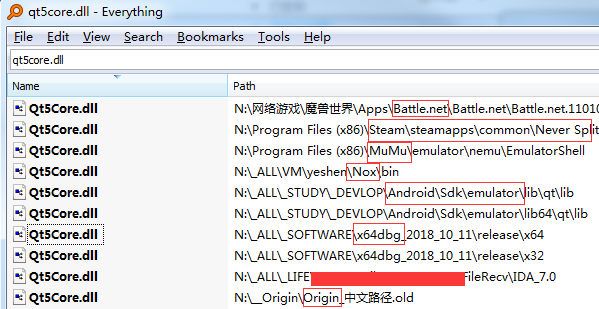 qt5core.dll - Everything
File Edit View Search Bookmarks Tools Help
qt5core.dll
Name Path
Qt5Core.dll N:\网络游戏\魔兽世界\Apps\Battle.net\Battle.net\Battle.net.11010
Qt5Core.dll N:\Program Files (x86)\Steam\steamapps\common\Never Split
Qt5Core.dll N:\Program Files (x86)\MuMu\emulator\nemu\EmulatorShell
Qt5Core.dll N:\_ALL\VM\yeshen\Nox\bin
Qt5Core.dll N:\_ALL\_STUDY\_DEVLOP\Android\Sdk\emulator\lib\qt\lib
Qt5Core.dll N:\_ALL\_STUDY\_DEVLOP\Android\Sdk\emulator\lib64\qt\lib
Qt5Core.dll N:\_ALL\_SOFTWARE\x64dbg_2018_10_11\release\x64
Qt5Core.dll N:\_ALL\_SOFTWARE\x64dbg_2018_10_11\release\x32
Qt5Core.dll N:\_ALL\_LIFE\ FileRecv\IDA_7.0
Qt5Core.dll N:\__Origin\Origin_中文路径.old